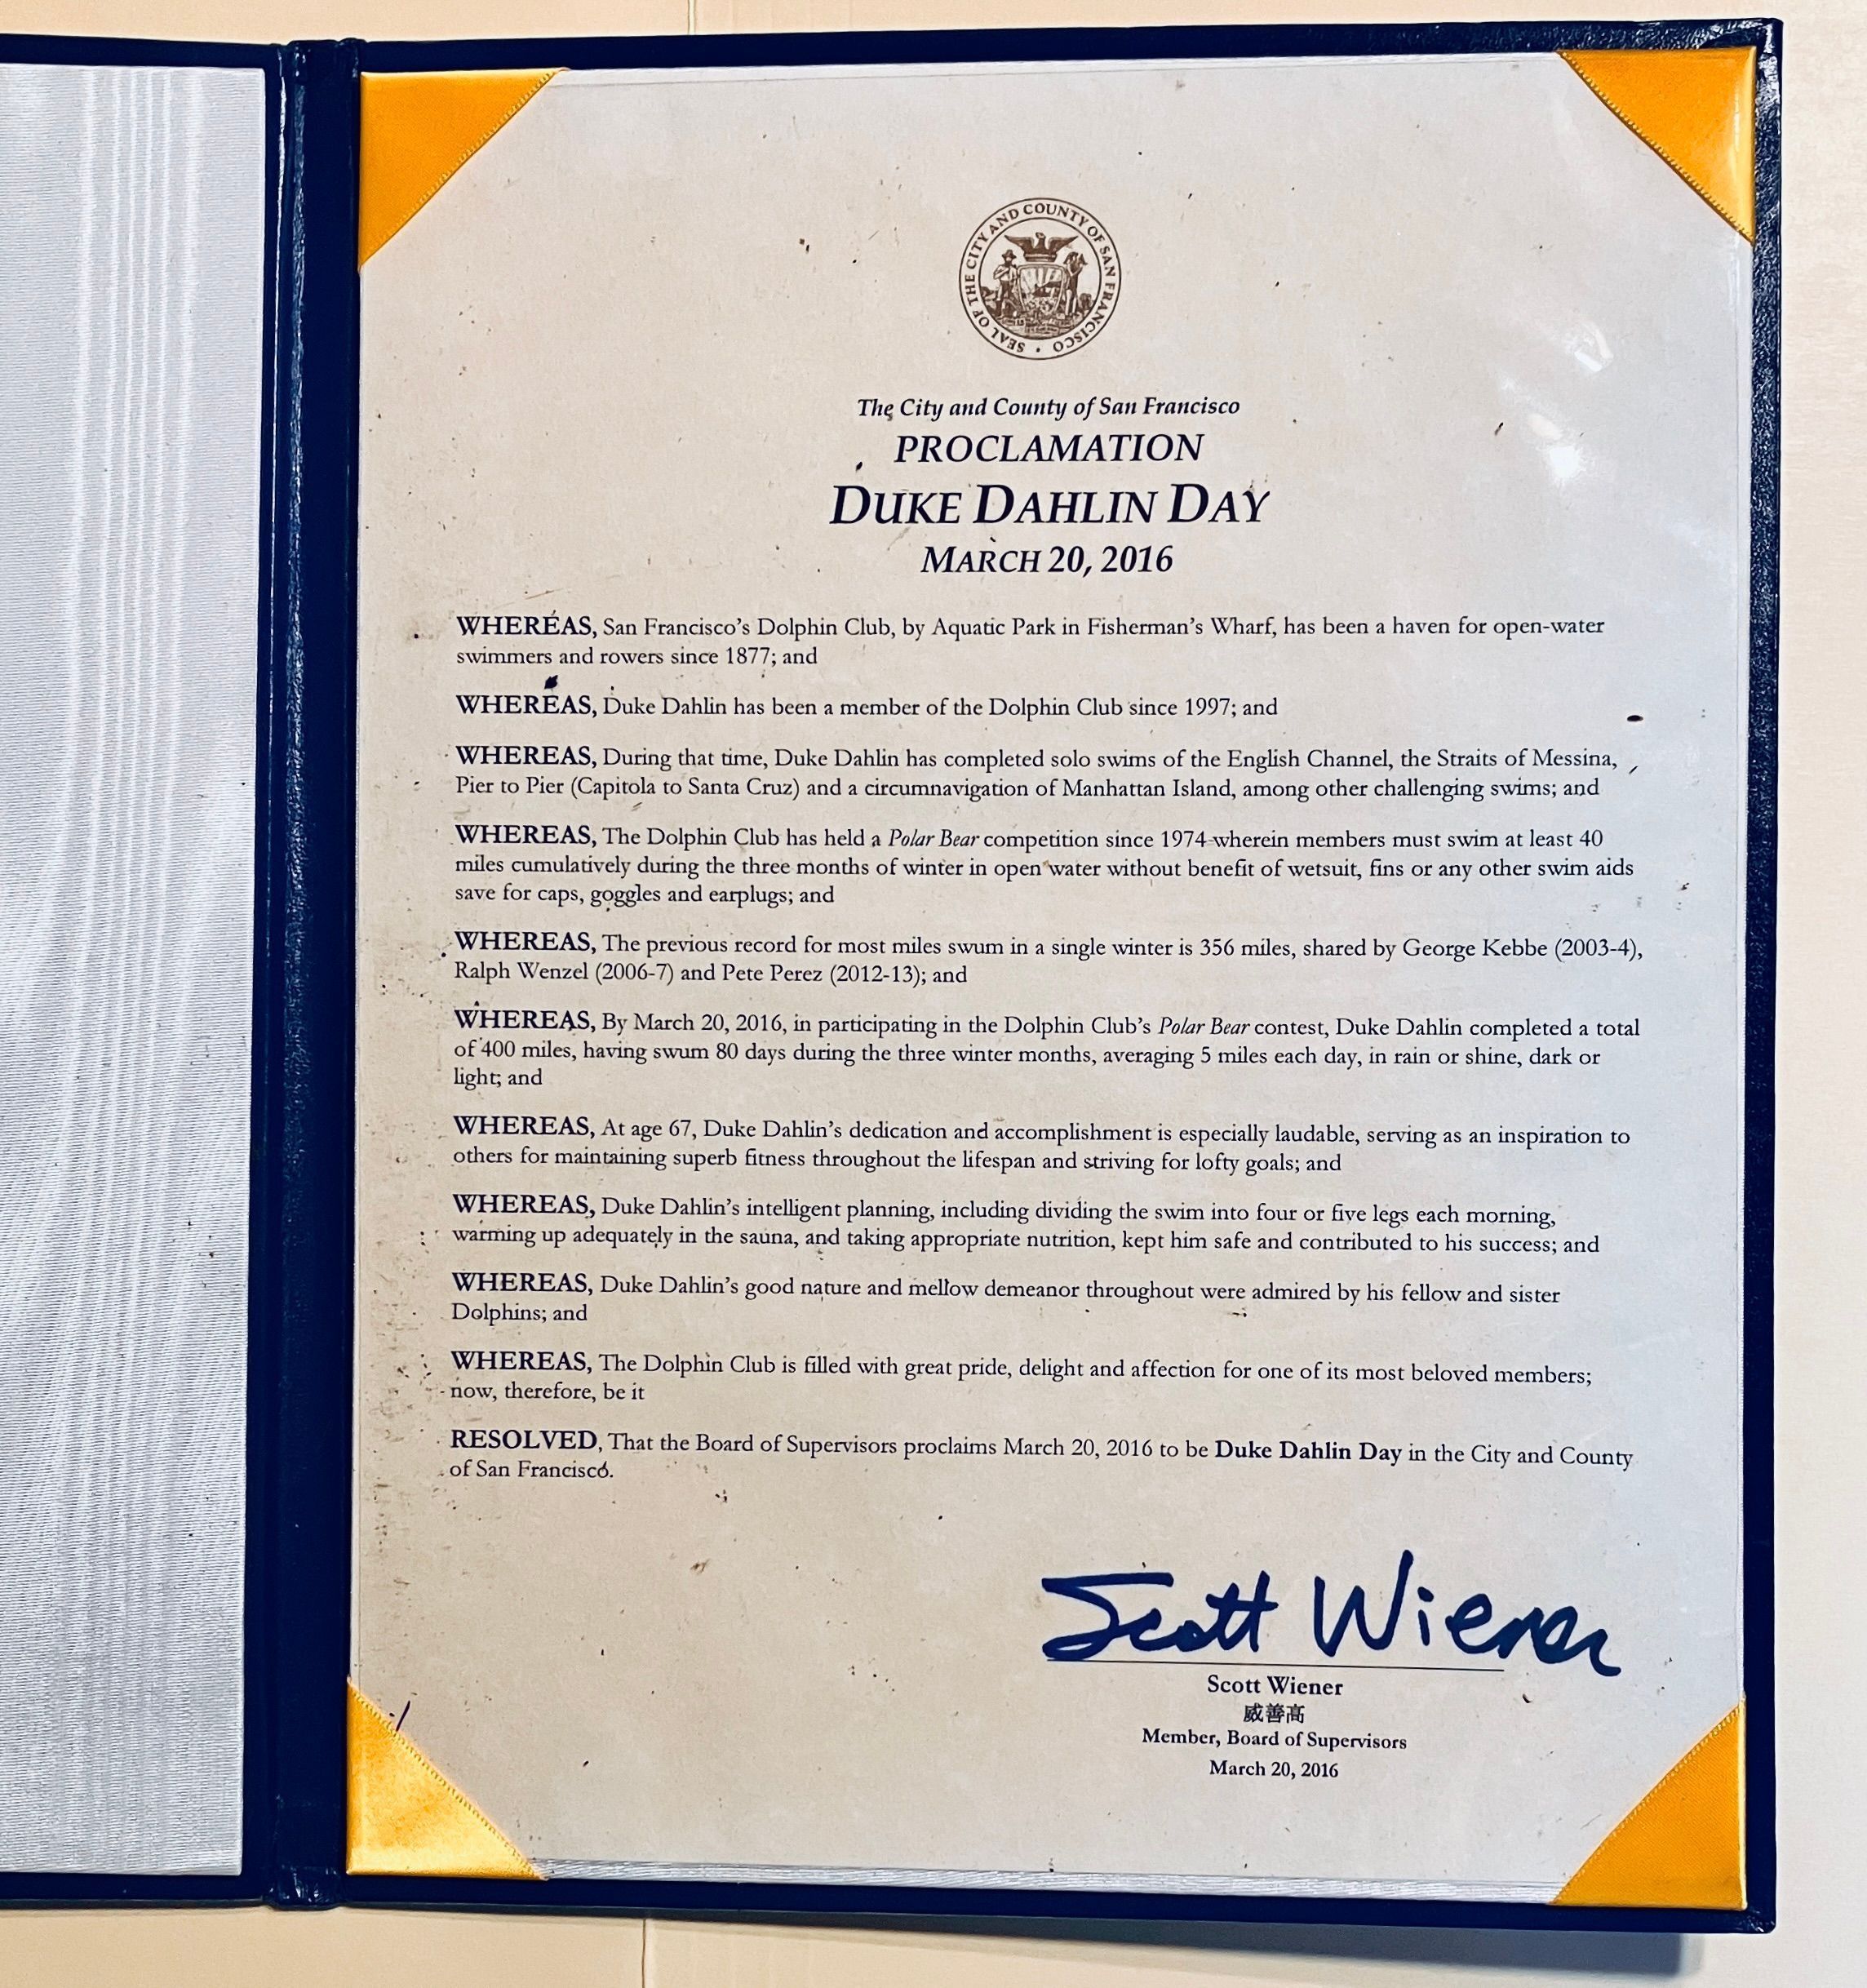 SEAL OF THE CITY AND COUNTY OF SAN FRANCISCO
The City and County of San Francisco
PROCLAMATION
DUKE DAHLIN DAY
MARCH 20, 2016
WHEREAS, San Francisco's Dolphin Club, by Aquatic Park in Fisherman's Wharf, has been a haven for open-water
swimmers and rowers since 1877; and
WHEREAS, Duke Dahlin has been a member of the Dolphin Club since 1997; and
WHEREAS, During that time, Duke Dahlin has completed solo swims of the English Channel, the Straits of Messina,
Pier to Pier (Capitola to Santa Cruz) and a circumnavigation of Manhattan Island, among other challenging swims; and
WHEREAS, The Dolphin Club has held a Polar Bear competition since 1974 wherein members must swim at least 40
miles cumulatively during the three months of winter in open water without benefit of wetsuit, fins or any other swim aids
save for caps, goggles and earplugs; and
WHEREAS, The previous record for most miles swum in a single winter is 356 miles, shared by George Kebbe (2003-4),
Ralph Wenzel (2006-7) and Pete Perez (2012-13); and
WHEREAS, By March 20, 2016, in participating in the Dolphin Club's Polar Bear contest, Duke Dahlin completed a total
of 400 miles, having swum 80 days during the three winter months, averaging 5 miles each day, in rain or shine, dark or
light; and
WHEREAS, At age 67, Duke Dahlin's dedication and accomplishment is especially laudable, serving as an inspiration to
others for maintaining superb fitness throughout the lifespan and striving for lofty goals; and
WHEREAS, Duke Dahlin's intelligent planning, including dividing the swim into four or five legs each morning,
warming up adequately in the sauna, and taking appropriate nutrition, kept him safe and contributed to his success; and
WHEREAS, Duke Dahlin's good nature and mellow demeanor throughout were admired by his fellow and sister
Dolphins; and
WHEREAS, The Dolphin Club is filled with great pride, delight and affection for one of its most beloved members;
now, therefore, be it
RESOLVED, That the Board of Supervisors proclaims March 20, 2016 to be Duke Dahlin Day in the City and County
of San Francisco.
Scott Wiener
Scott Wiener
威善高
Member, Board of Supervisors
March 20, 2016